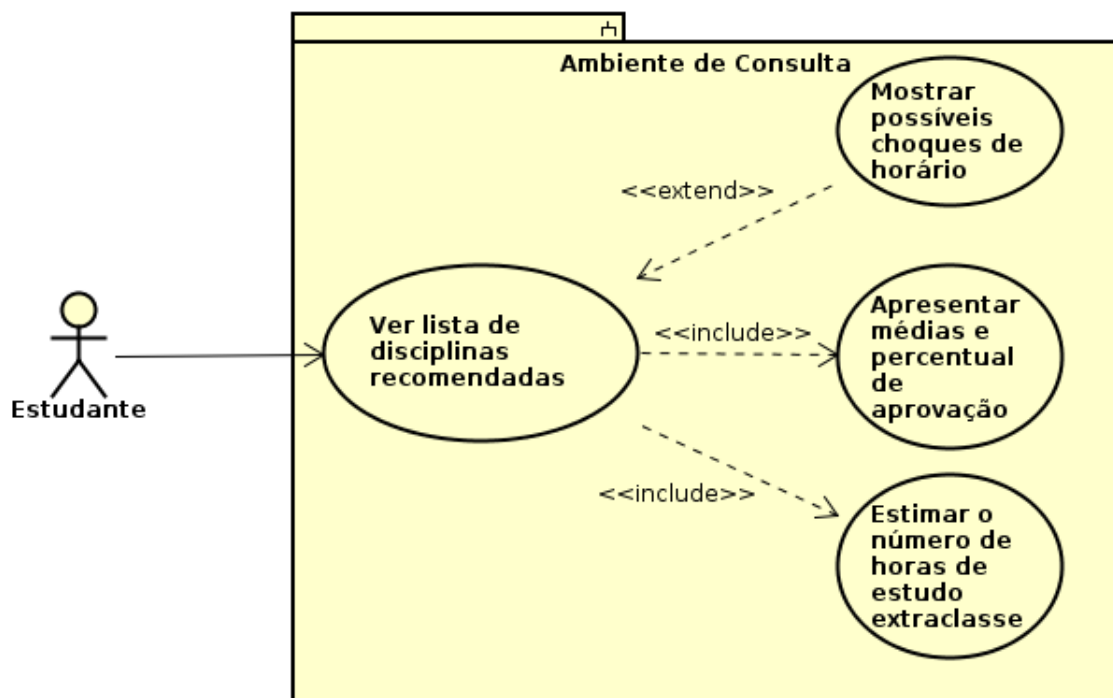 Ambiente de Consulta
Mostrar
possíveis
choques de
horário
<<extend>>
Ver lista de
disciplinas
recomendadas
<<include>>
Apresentar
médias e
percentual
de
aprovação
Estudante
<<include>>
Estimar o
número de
horas de
estudo
extraclasse